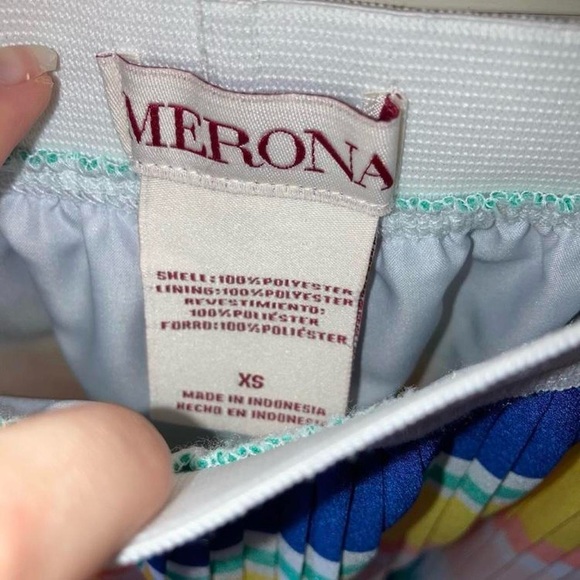 MERONA
SHELL:100%POLYESTER
LINING:100%POLYESTER
REVESTIMIENTO:
100%POLIÉSTER
FORRO:100%POLIÉSTER
XS
MADE IN INDONESIA
HECHO EN INDONESIA